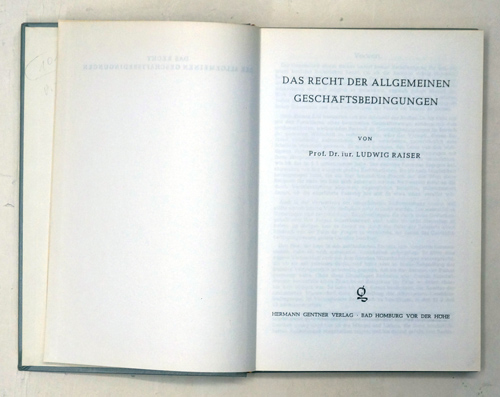 DAS RECHT DER ALLGEMEINEN
GESCHÄFTSBEDINGUNGEN
VON
Prof. Dr. iur. LUDWIG RAISER
HERMANN GENTNER VERLAG · BAD HOMBURG VOR DER HÖHE